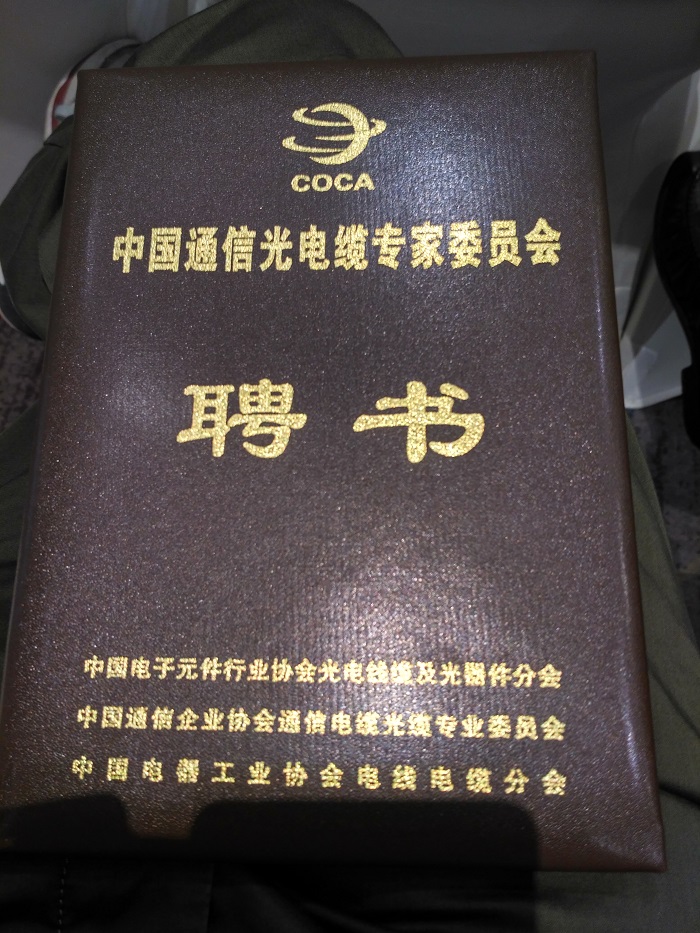 COCA
中国通信光电缆专家委员会
聘书
中国电子元件行业协会光电线缆及光器件分会
中国通信企业协会通信电缆光缆专业委员会
中国电器工业协会电线电缆分会